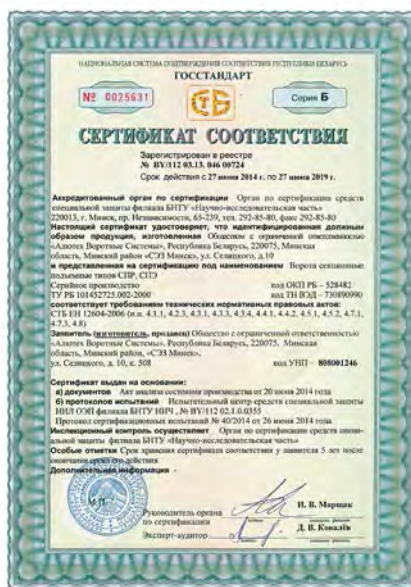 НАЦИОНАЛЬНАЯ СИСТЕМА ПОДТВЕРЖДЕНИЯ СООТВЕТСТВИЯ РЕСПУБЛИКИ БЕЛАРУСЬ
ГОССТАНДАРТ
№ 0025631
СТБ
Серия Б
СЕРТИФИКАТ СООТВЕТСТВИЯ
Зарегистрирован в реестре
№ BY/112 03.13. 046 00724
Срок действия с 27 июня 2014 г. по 27 июня 2019 г.
Аккредитованный орган по сертификации Орган по сертификации средств
специальной защиты филиала БНТУ «Научно-исследовательская часть»
220013, г. Минск, пр. Независимости, 65-239, тел. 292-85-80, факс 292-85-80
Настоящий сертификат удостоверяет, что идентифицированная должным
образом продукция, изготовленная Обществом с ограниченной ответственностью
«Алютех Воротные Системы», Республика Беларусь, 220075, Минская
область, Минский район «СЭЗ Минск», ул. Селицкого, д.10
и представленная на сертификацию под наименованием Ворота секционные
подъемные типов СПР, СПЭ
Серийное производство код ОКП РБ – 528482
ТУ РБ 101452725.002-2000 код ТН ВЭД – 730890990
соответствует требованиям технических нормативных правовых актов:
СТБ ЕН 12604-2006 (п.п. 4.1.1, 4.2.3, 4.3.1, 4.3.3, 4.3.4, 4.4.1, 4.4.2, 4.5.1, 4.5.2, 4.7.1,
4.7.3, 4.8)
Заявитель (изготовитель, продавец) Общество с ограниченной ответственностью
«Алютех Воротные Системы», Республика Беларусь, 220075, Минская
область, Минский район, «СЭЗ Минск»,
ул. Селицкого, д. 10, к. 508 код УНП – 808001246
Сертификат выдан на основании:
а) документов Акт анализа состояния производства от 20 июня 2014 года
б) протоколов испытаний Испытательный центр средств специальной защиты
НИЛ ОЭП филиала БНТУ НИЧ , № BY/112 02.1.0.0355
Протокол сертификационных испытаний № 40/2014 от 26 июня 2014 года
Инспекционный контроль осуществляет Орган по сертификации средств специ-
альной защиты филиала БНТУ «Научно-исследовательская часть»
Особые отметки Срок хранения сертификата соответствия у заявителя 5 лет после
окончания срока его действия
Дополнительная информация -
М.П.
Руководитель органа
по сертификации И. В. Марщак
Эксперт-аудитор Д. В. Ковалёв